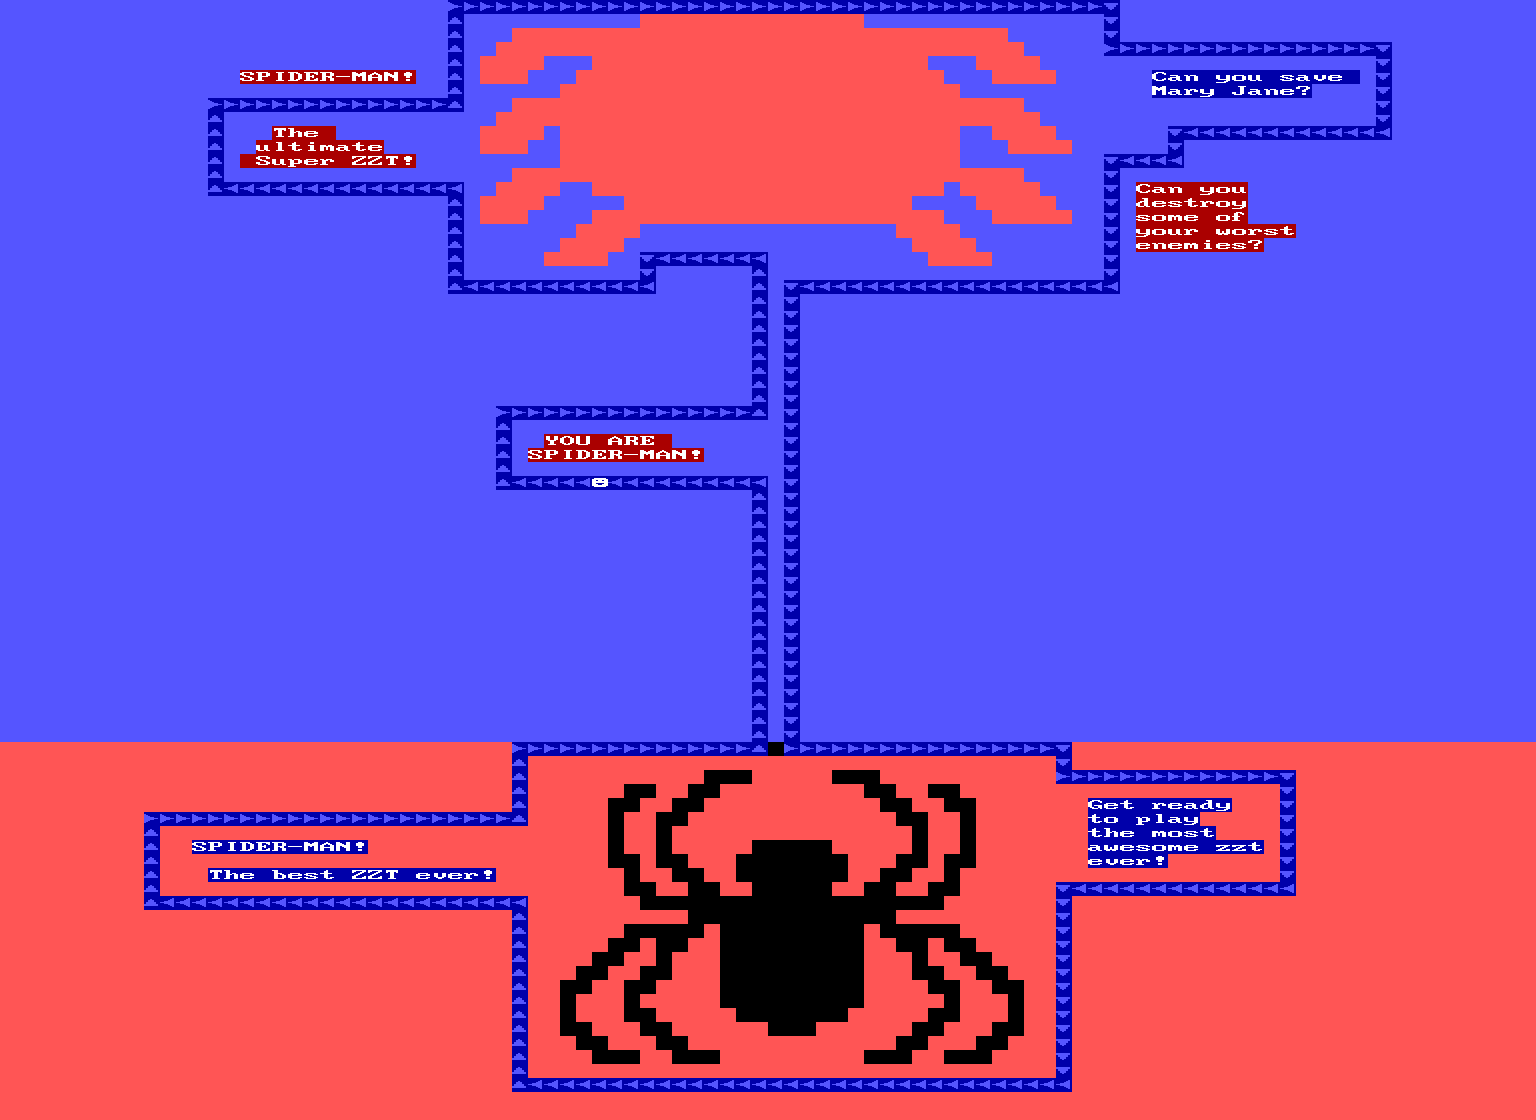 SPIDER-MAN!
The
ultimate
Super ZZT!
Can you save
Mary Jane?
Can you
destroy
some of
your worst
enemies?
YOU ARE
SPIDER-MAN!
SPIDER-MAN!
The best ZZT ever!
Get ready
to play
the most
awesome zzt
ever!